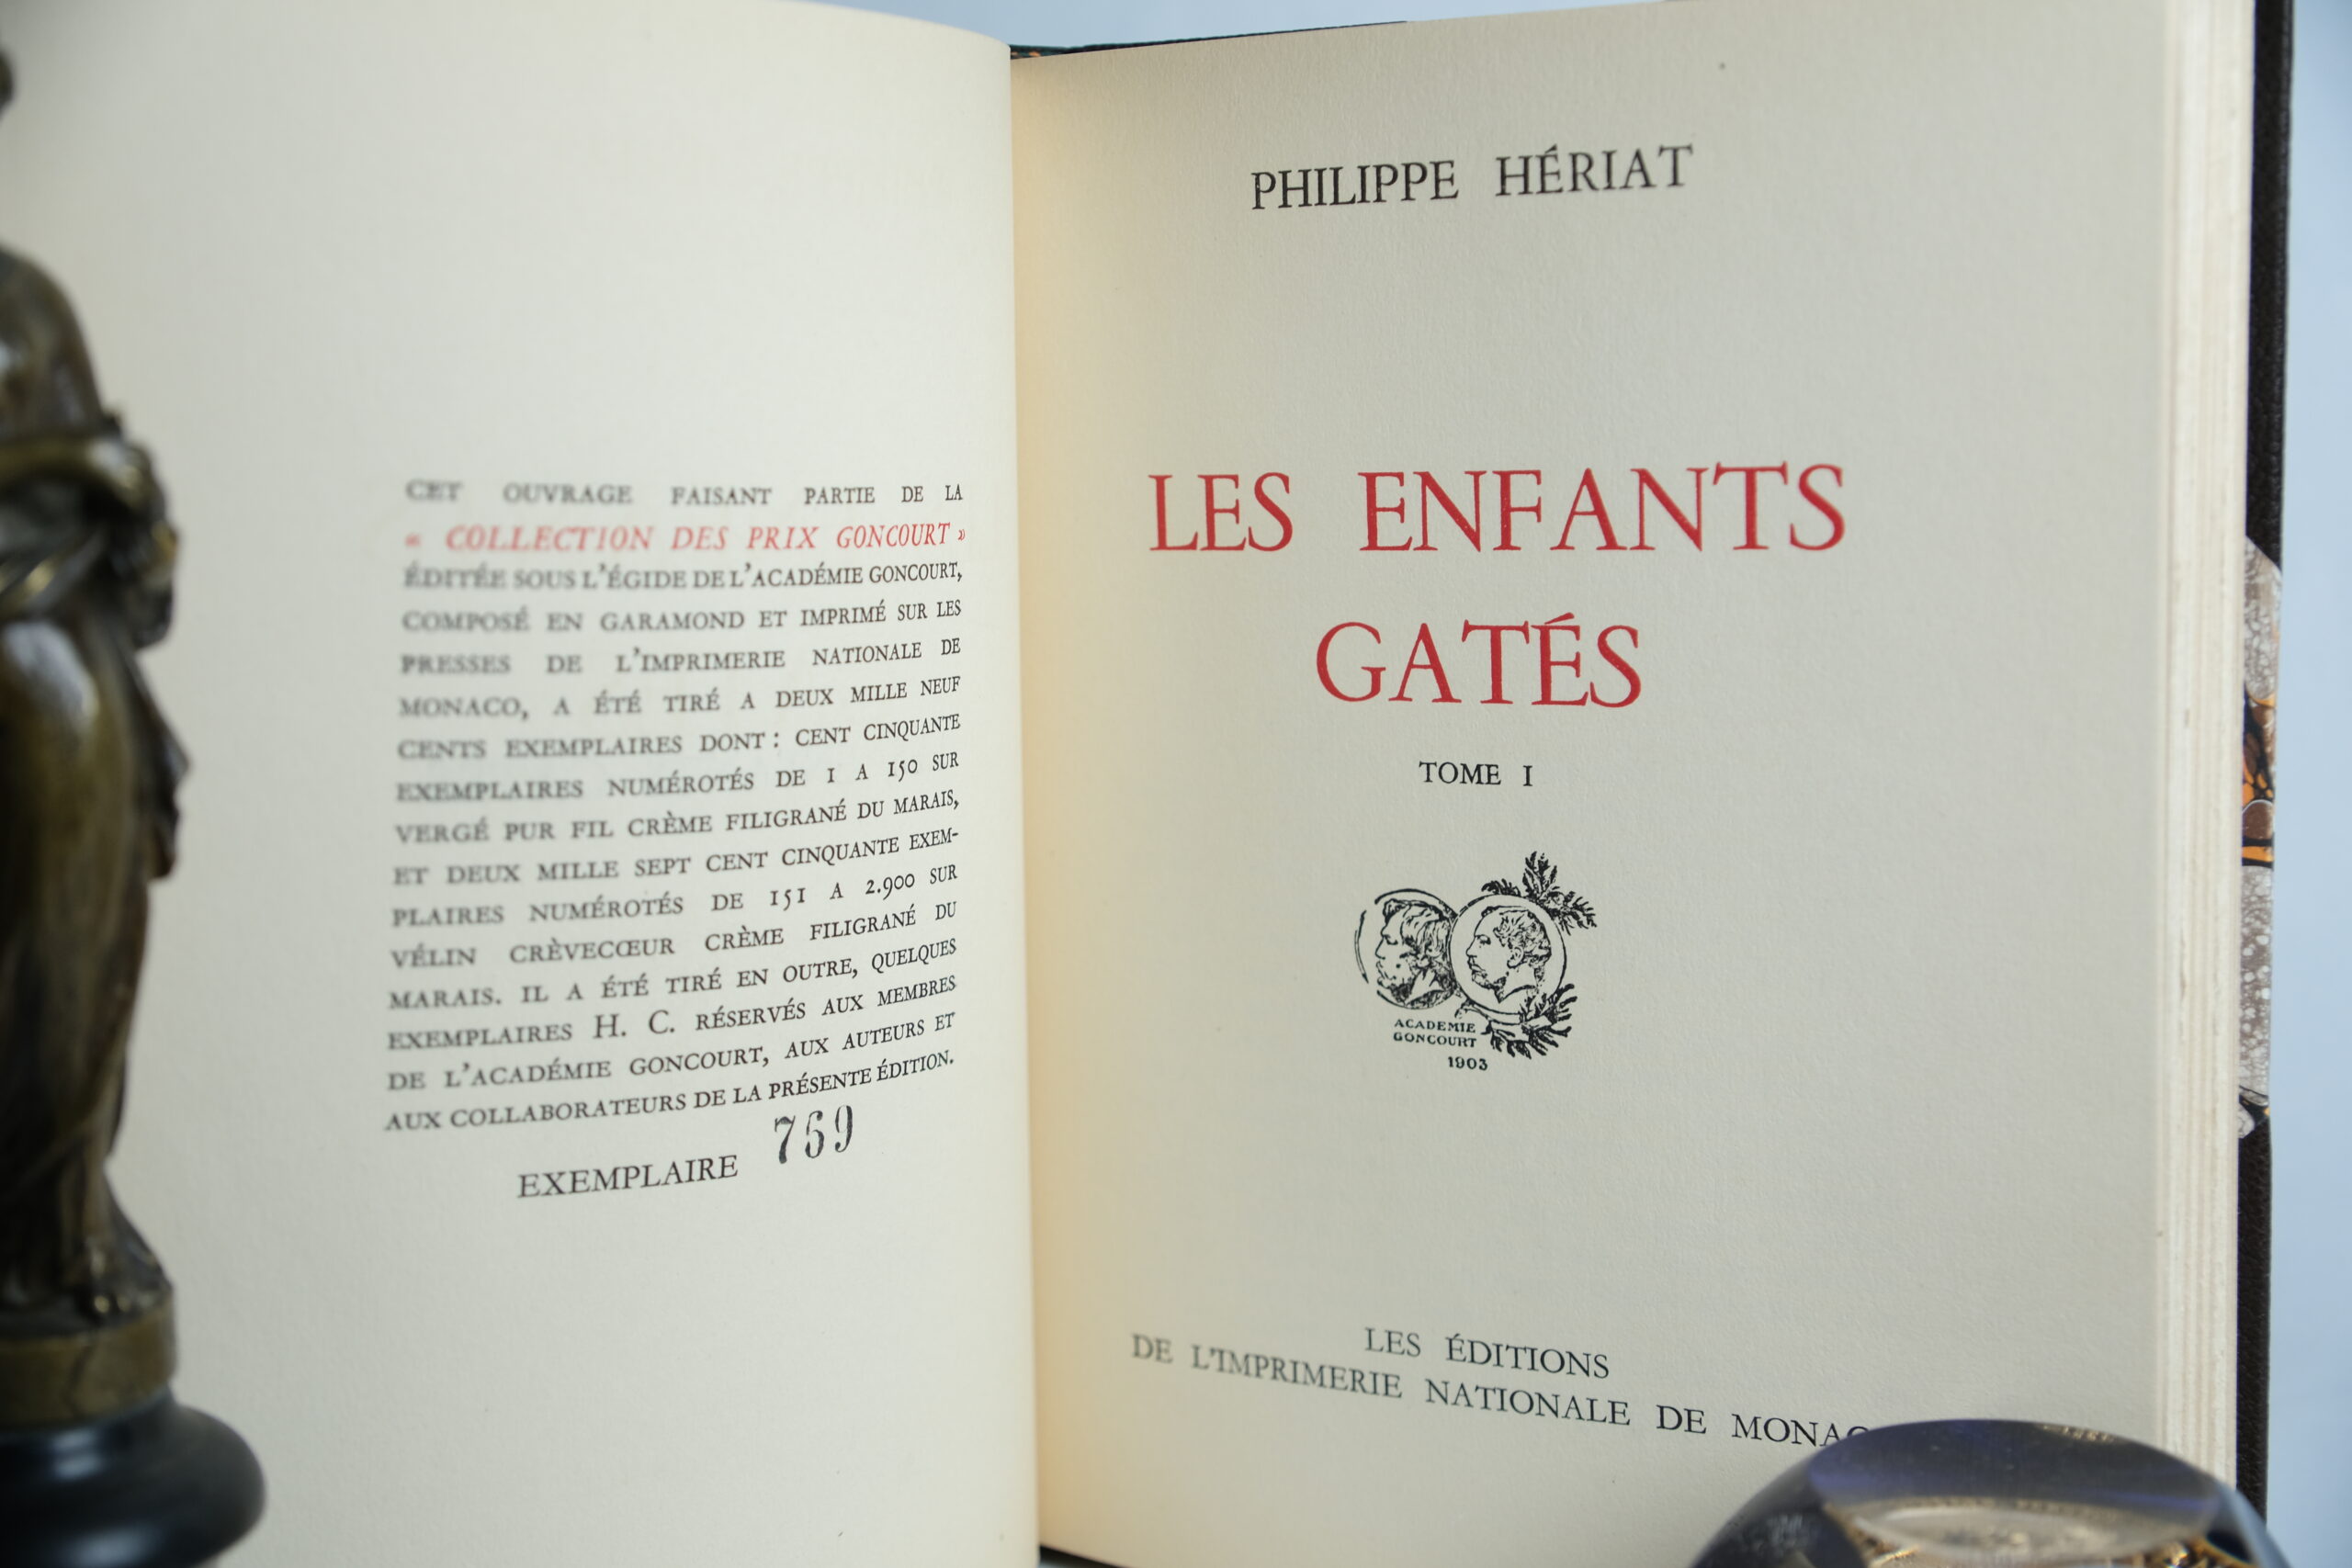 CET OUVRAGE FAISANT PARTIE DE LA
« COLLECTION DES PRIX GONCOURT »
ÉDITÉE SOUS L'ÉGIDE DE L'ACADÉMIE GONCOURT,
COMPOSÉ EN GARAMOND ET IMPRIMÉ SUR LES
PRESSES DE L'IMPRIMERIE NATIONALE DE
MONACO, A ÉTÉ TIRÉ A DEUX MILLE NEUF
CENTS EXEMPLAIRES DONT : CENT CINQUANTE
EXEMPLAIRES NUMÉROTÉS DE 1 A 150 SUR
VERGÉ PUR FIL CRÈME FILIGRANÉ DU MARAIS,
ET DEUX MILLE SEPT CENT CINQUANTE EXEM-
PLAIRES NUMÉROTÉS DE 151 A 2.900 SUR
VÉLIN CRÈVECŒUR CRÈME FILIGRANÉ DU
MARAIS. IL A ÉTÉ TIRÉ EN OUTRE, QUELQUES
EXEMPLAIRES H. C. RÉSERVÉS AUX MEMBRES
DE L'ACADÉMIE GONCOURT, AUX AUTEURS ET
AUX COLLABORATEURS DE LA PRÉSENTE ÉDITION.
EXEMPLAIRE 769
PHILIPPE HÉRIAT
LES ENFANTS
GATÉS
TOME I
ACADEMIE
GONCOURT
1903
LES ÉDITIONS
DE L'IMPRIMERIE NATIONALE DE MONAC